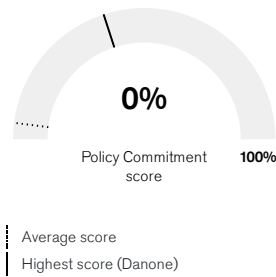 0%
Policy Commitment
score
100%
Average score
Highest score (Danone)